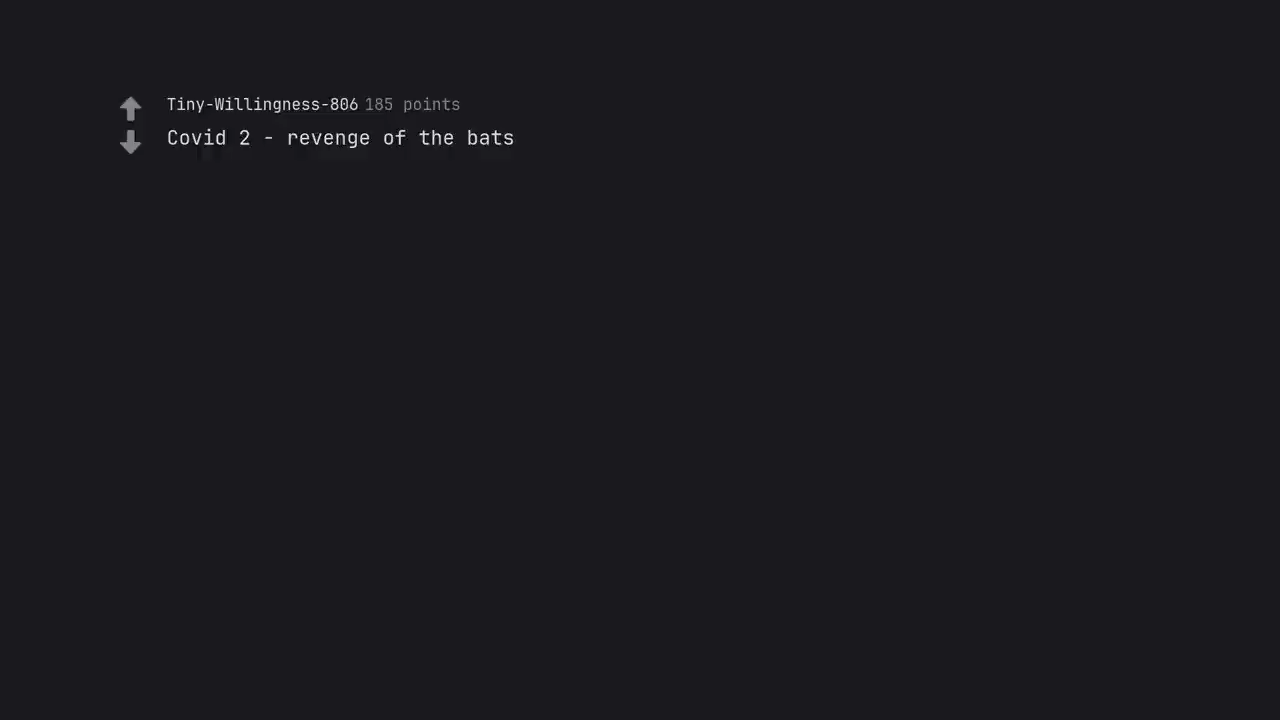 Tiny-Willingness-806 185 points
Covid 2 - revenge of the bats